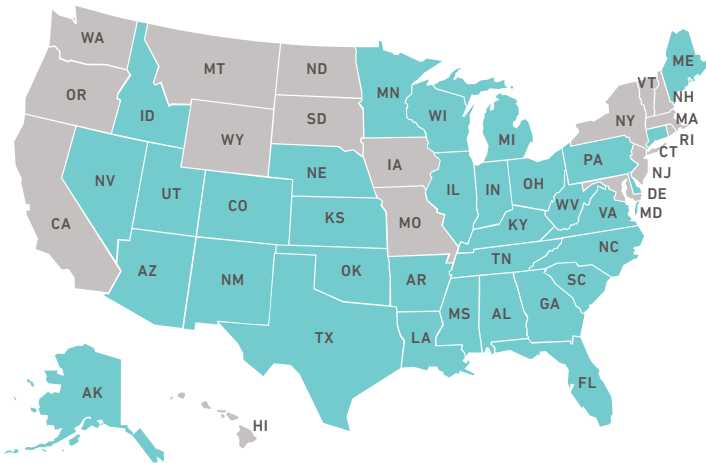 WA
ME
MT
ND
VT
MN
OR
NH
ID
WI
SD
NY
MA
WY
MI
RI
CT
IA
PA
NE
NJ
NV
IL
IN
OH
DE
UT
CO
WV
VA
MD
KS
MO
KY
CA
NC
TN
OK
AZ
NM
AR
SC
MS
AL
GA
TX
LA
FL
AK
HI